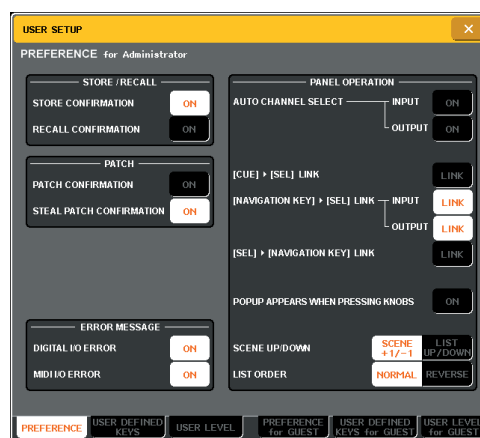 USER SETUP
PREFERENCE for Administrator
STORE / RECALL
STORE CONFIRMATION ON
RECALL CONFIRMATION ON
PATCH
PATCH CONFIRMATION ON
STEAL PATCH CONFIRMATION ON
ERROR MESSAGE
DIGITAL I/O ERROR ON
MIDI I/O ERROR ON
PANEL OPERATION
AUTO CHANNEL SELECT INPUT ON
OUTPUT ON
[CUE] ▸ [SEL] LINK LINK
[NAVIGATION KEY] ▸ [SEL] LINK INPUT LINK
OUTPUT LINK
[SEL] ▸ [NAVIGATION KEY] LINK LINK
POPUP APPEARS WHEN PRESSING KNOBS ON
SCENE UP/DOWN SCENE +1/-1 LIST UP/DOWN
LIST ORDER NORMAL REVERSE
PREFERENCE
USER DEFINED
KEYS
USER LEVEL
PREFERENCE
for GUEST
USER DEFINED
KEYS for GUEST
USER LEVEL
for GUEST